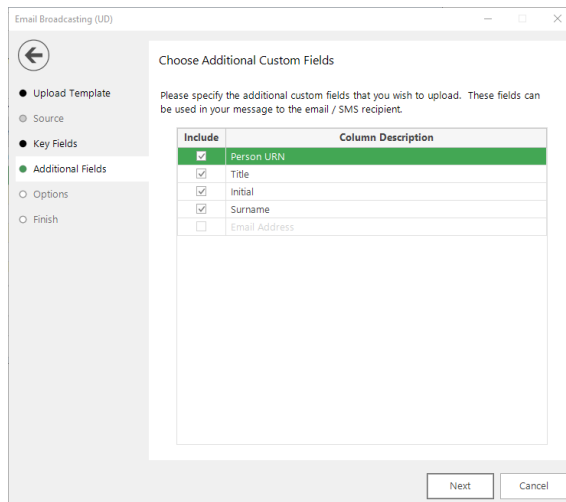 Email Broadcasting (UD)
Choose Additional Custom Fields
Upload Template
Source
Key Fields
Additional Fields
Options
Finish
Please specify the additional custom fields that you wish to upload. These fields can
be used in your message to the email / SMS recipient.
Include Column Description
Person URN
Title
Initial
Surname
Email Address
Next Cancel